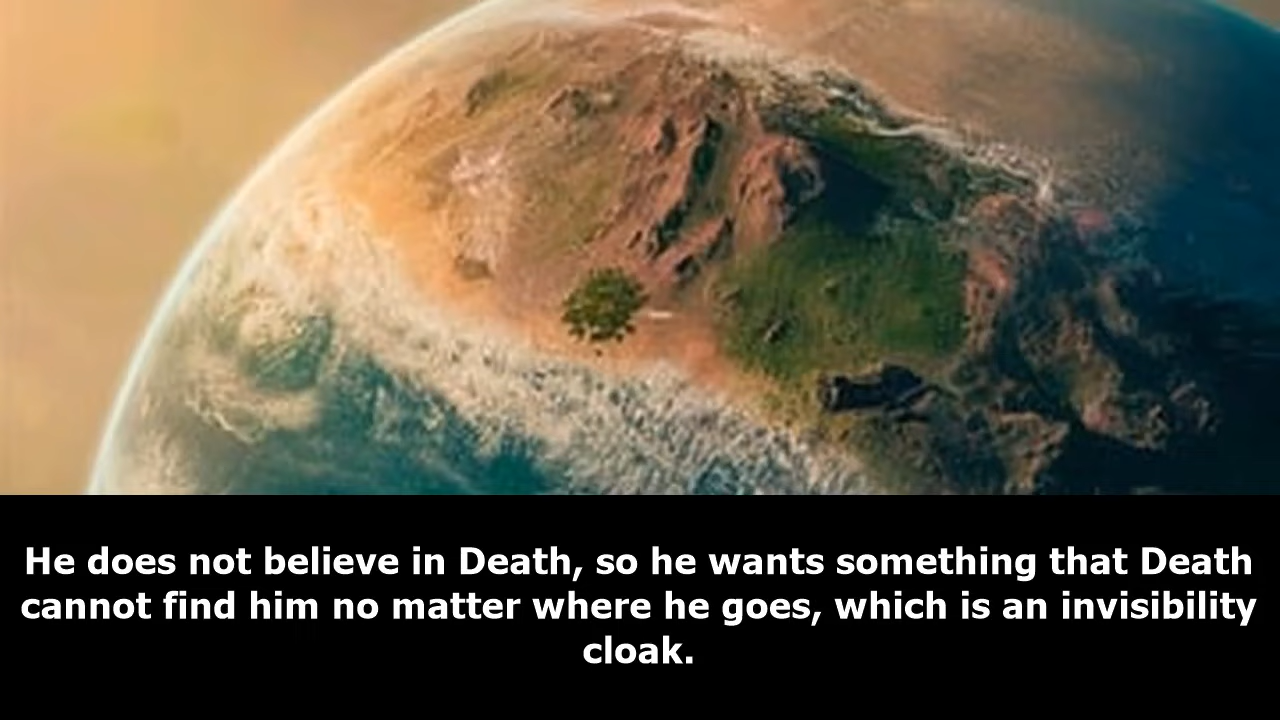 He does not believe in Death, so he wants something that Death
cannot find him no matter where he goes, which is an invisibility
cloak.